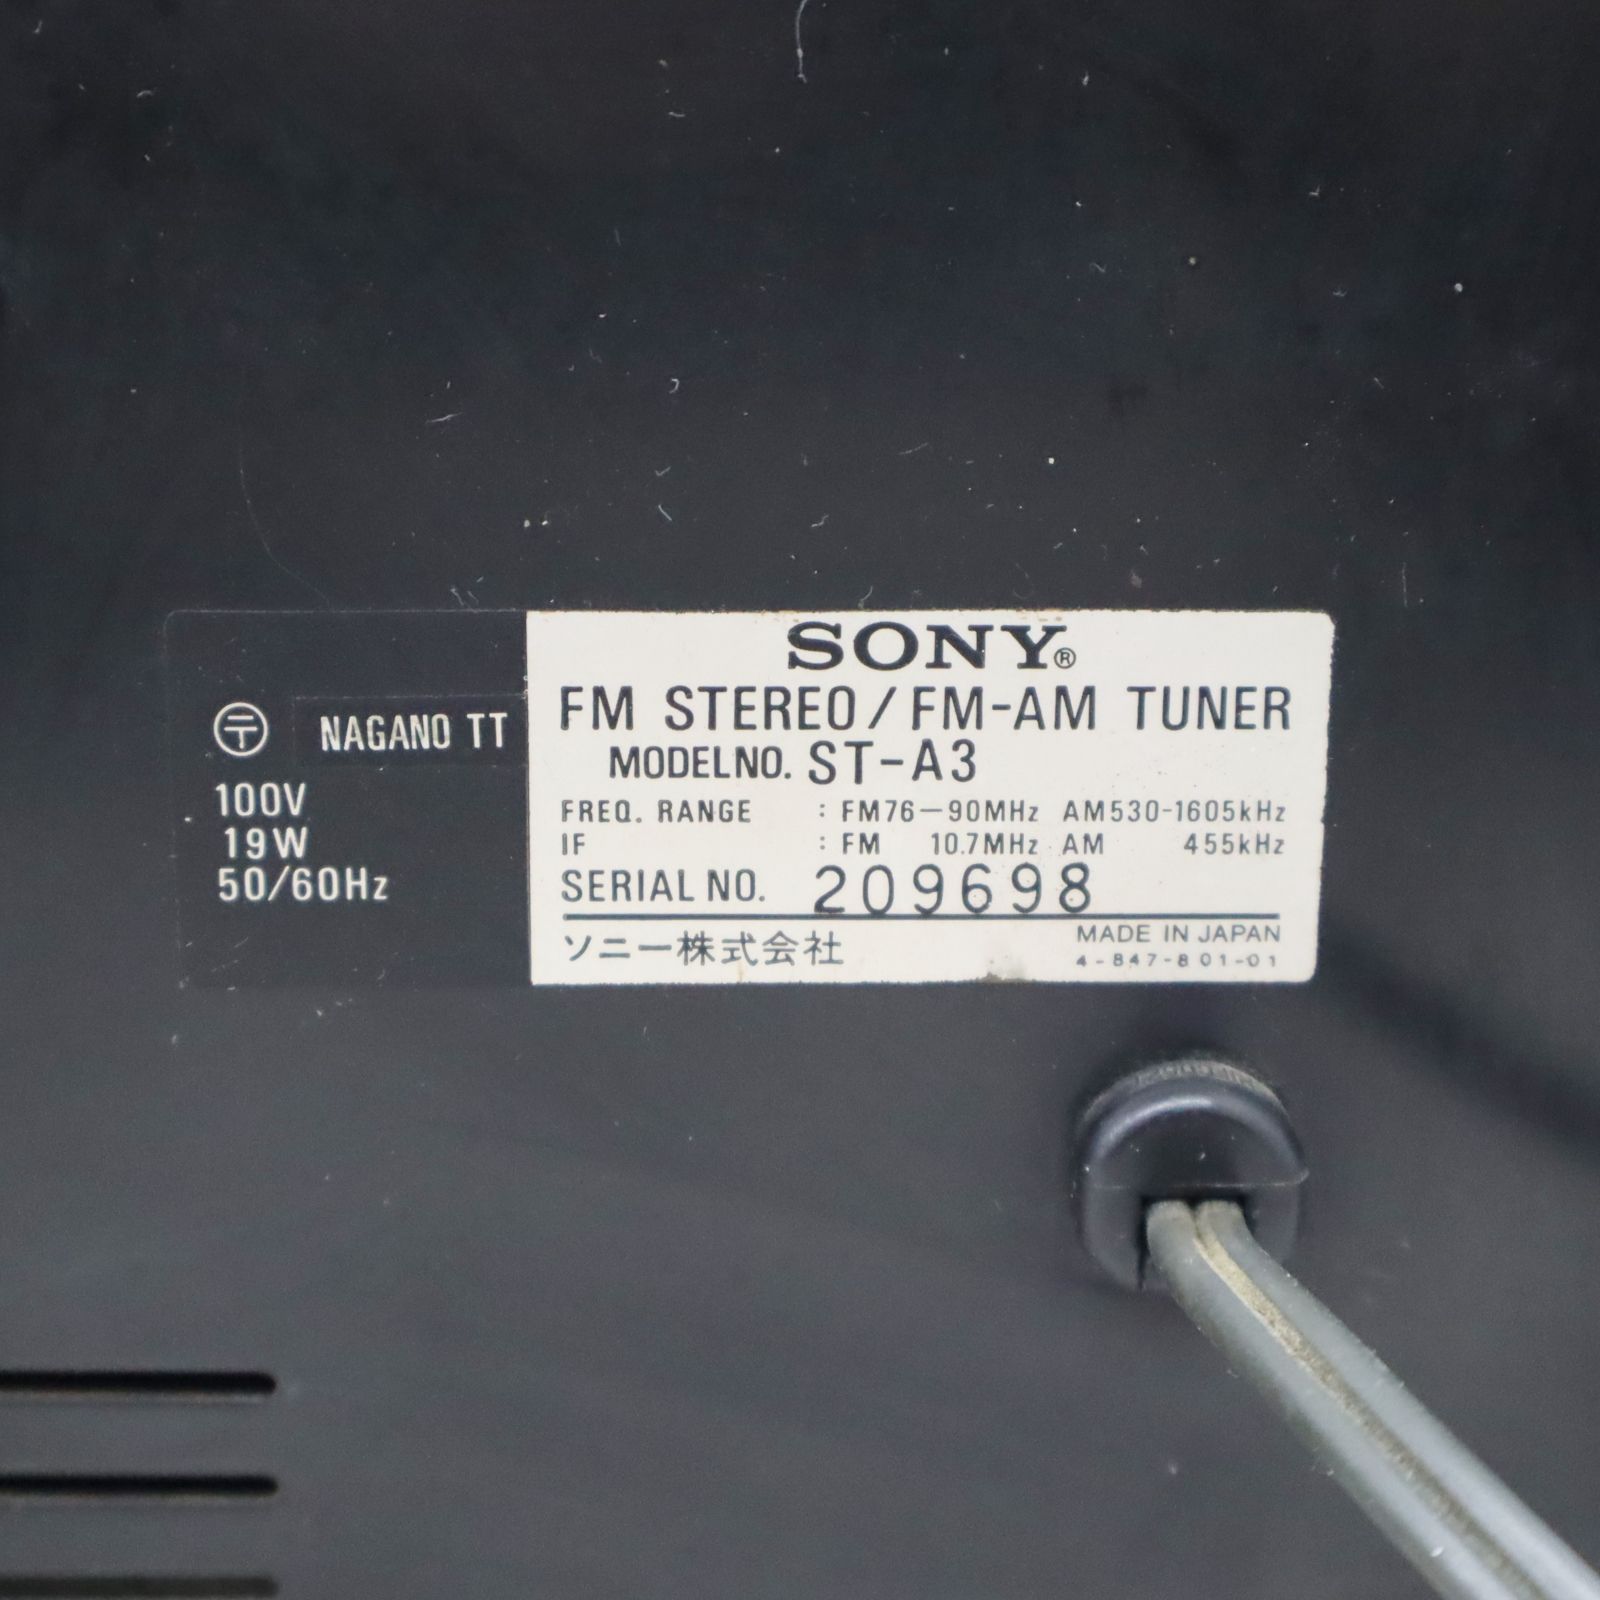 SONY®
FM STEREO/FM-AM TUNER
MODEL NO. ST-A3
FREQ. RANGE : FM76-90MHz AM530-1605kHz
IF : FM 10.7MHz AM 455kHz
SERIAL NO. 209698
ソニー株式会社
MADE IN JAPAN
4-847-801-01
〒 NAGANO TT
100V
19W
50/60Hz